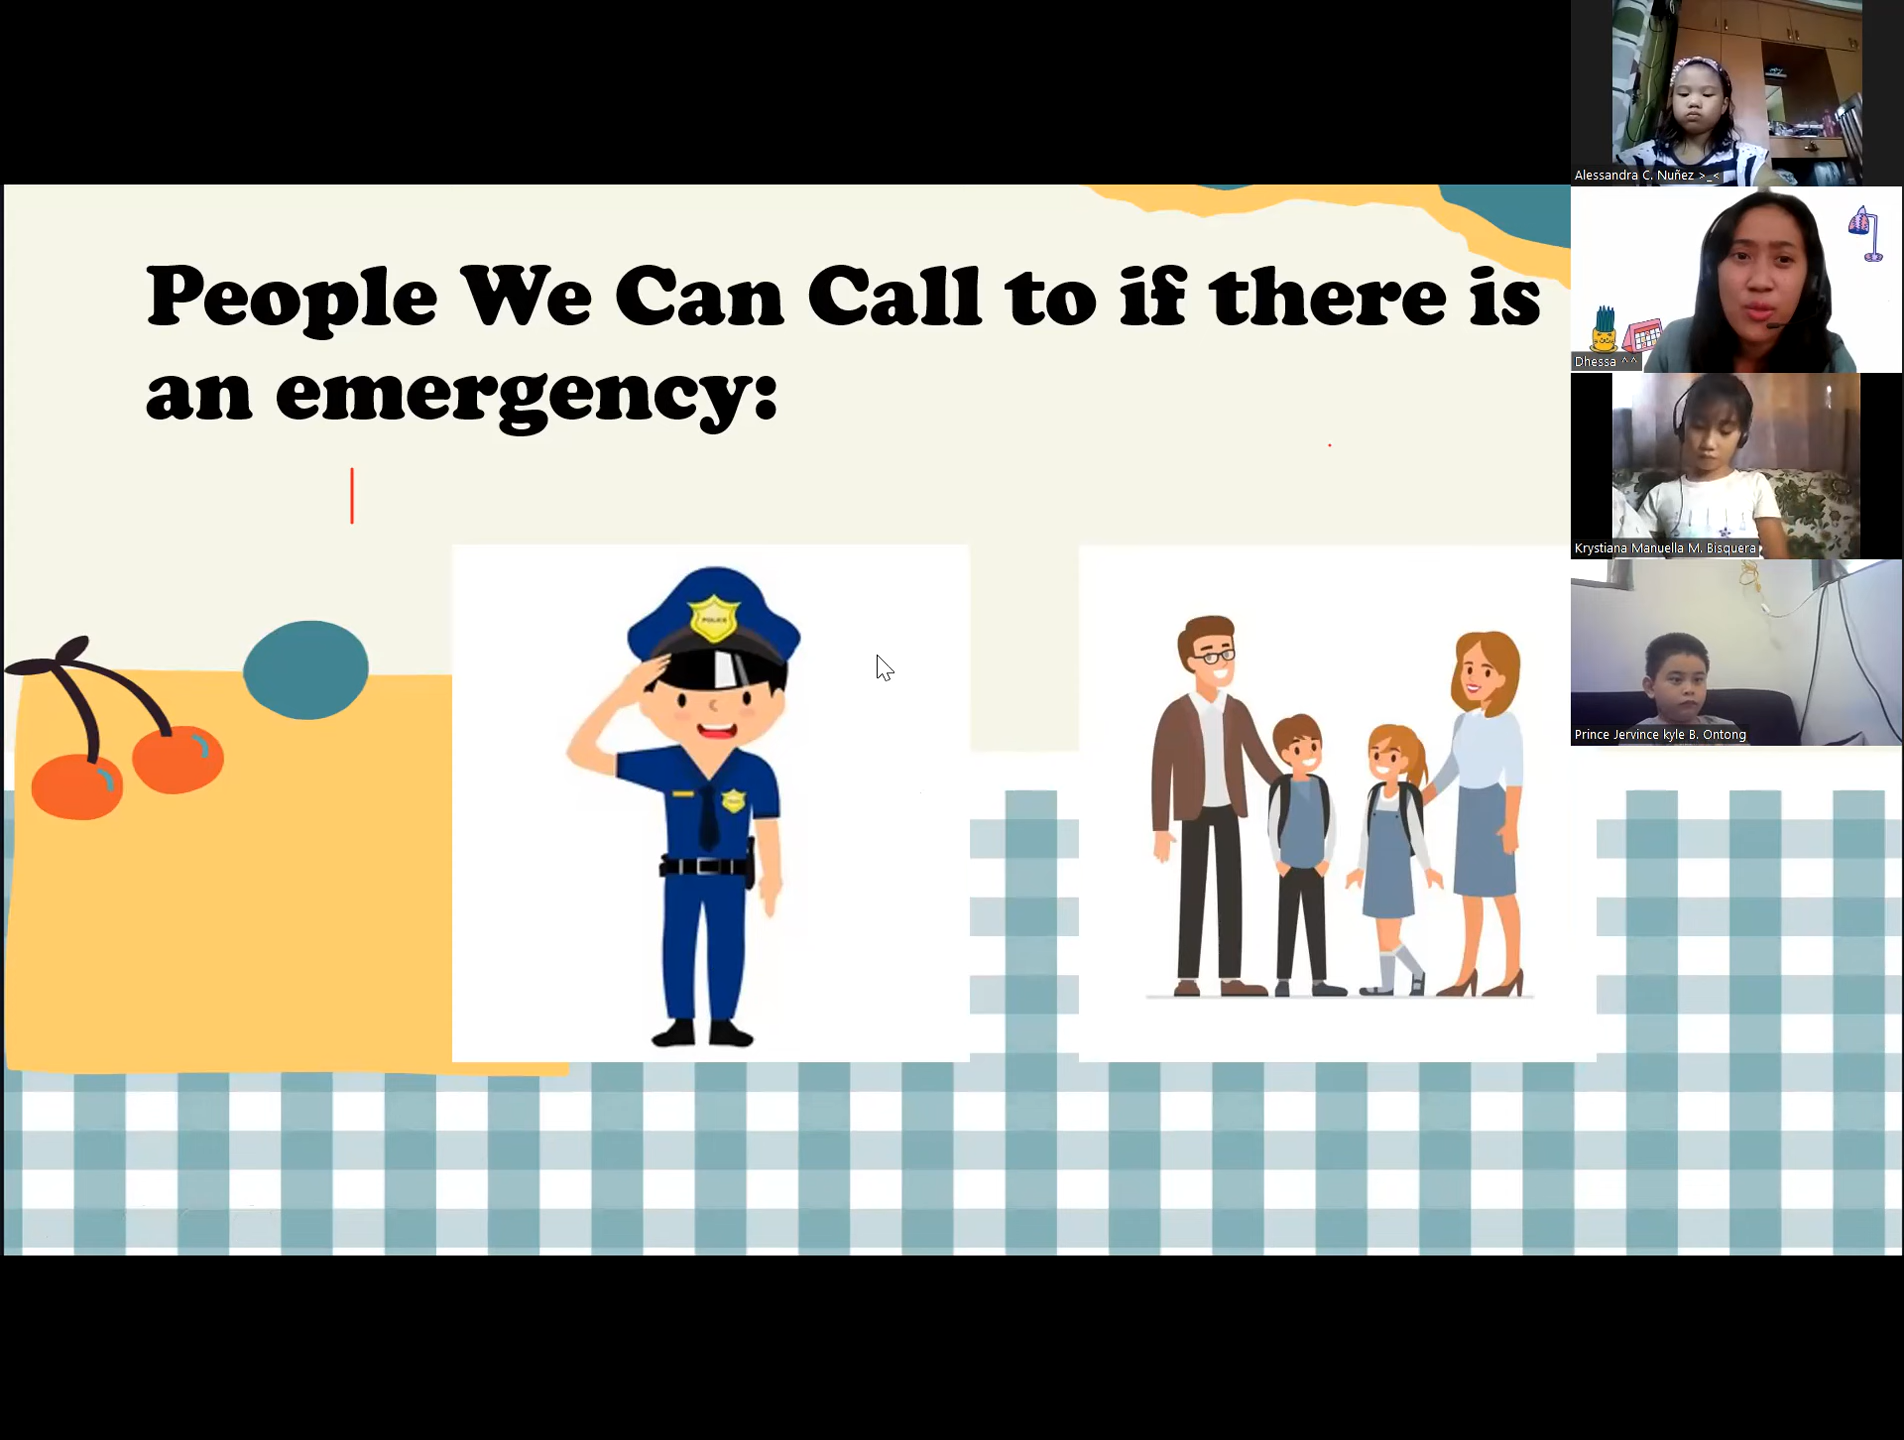 People We Can Call to if there is
an emergency:
POLICE
Alessandra C. Nuñez >_<
Dhessa ^^
Krystiana Manuella M. Bisquera
Prince Jervince kyle B. Ontong